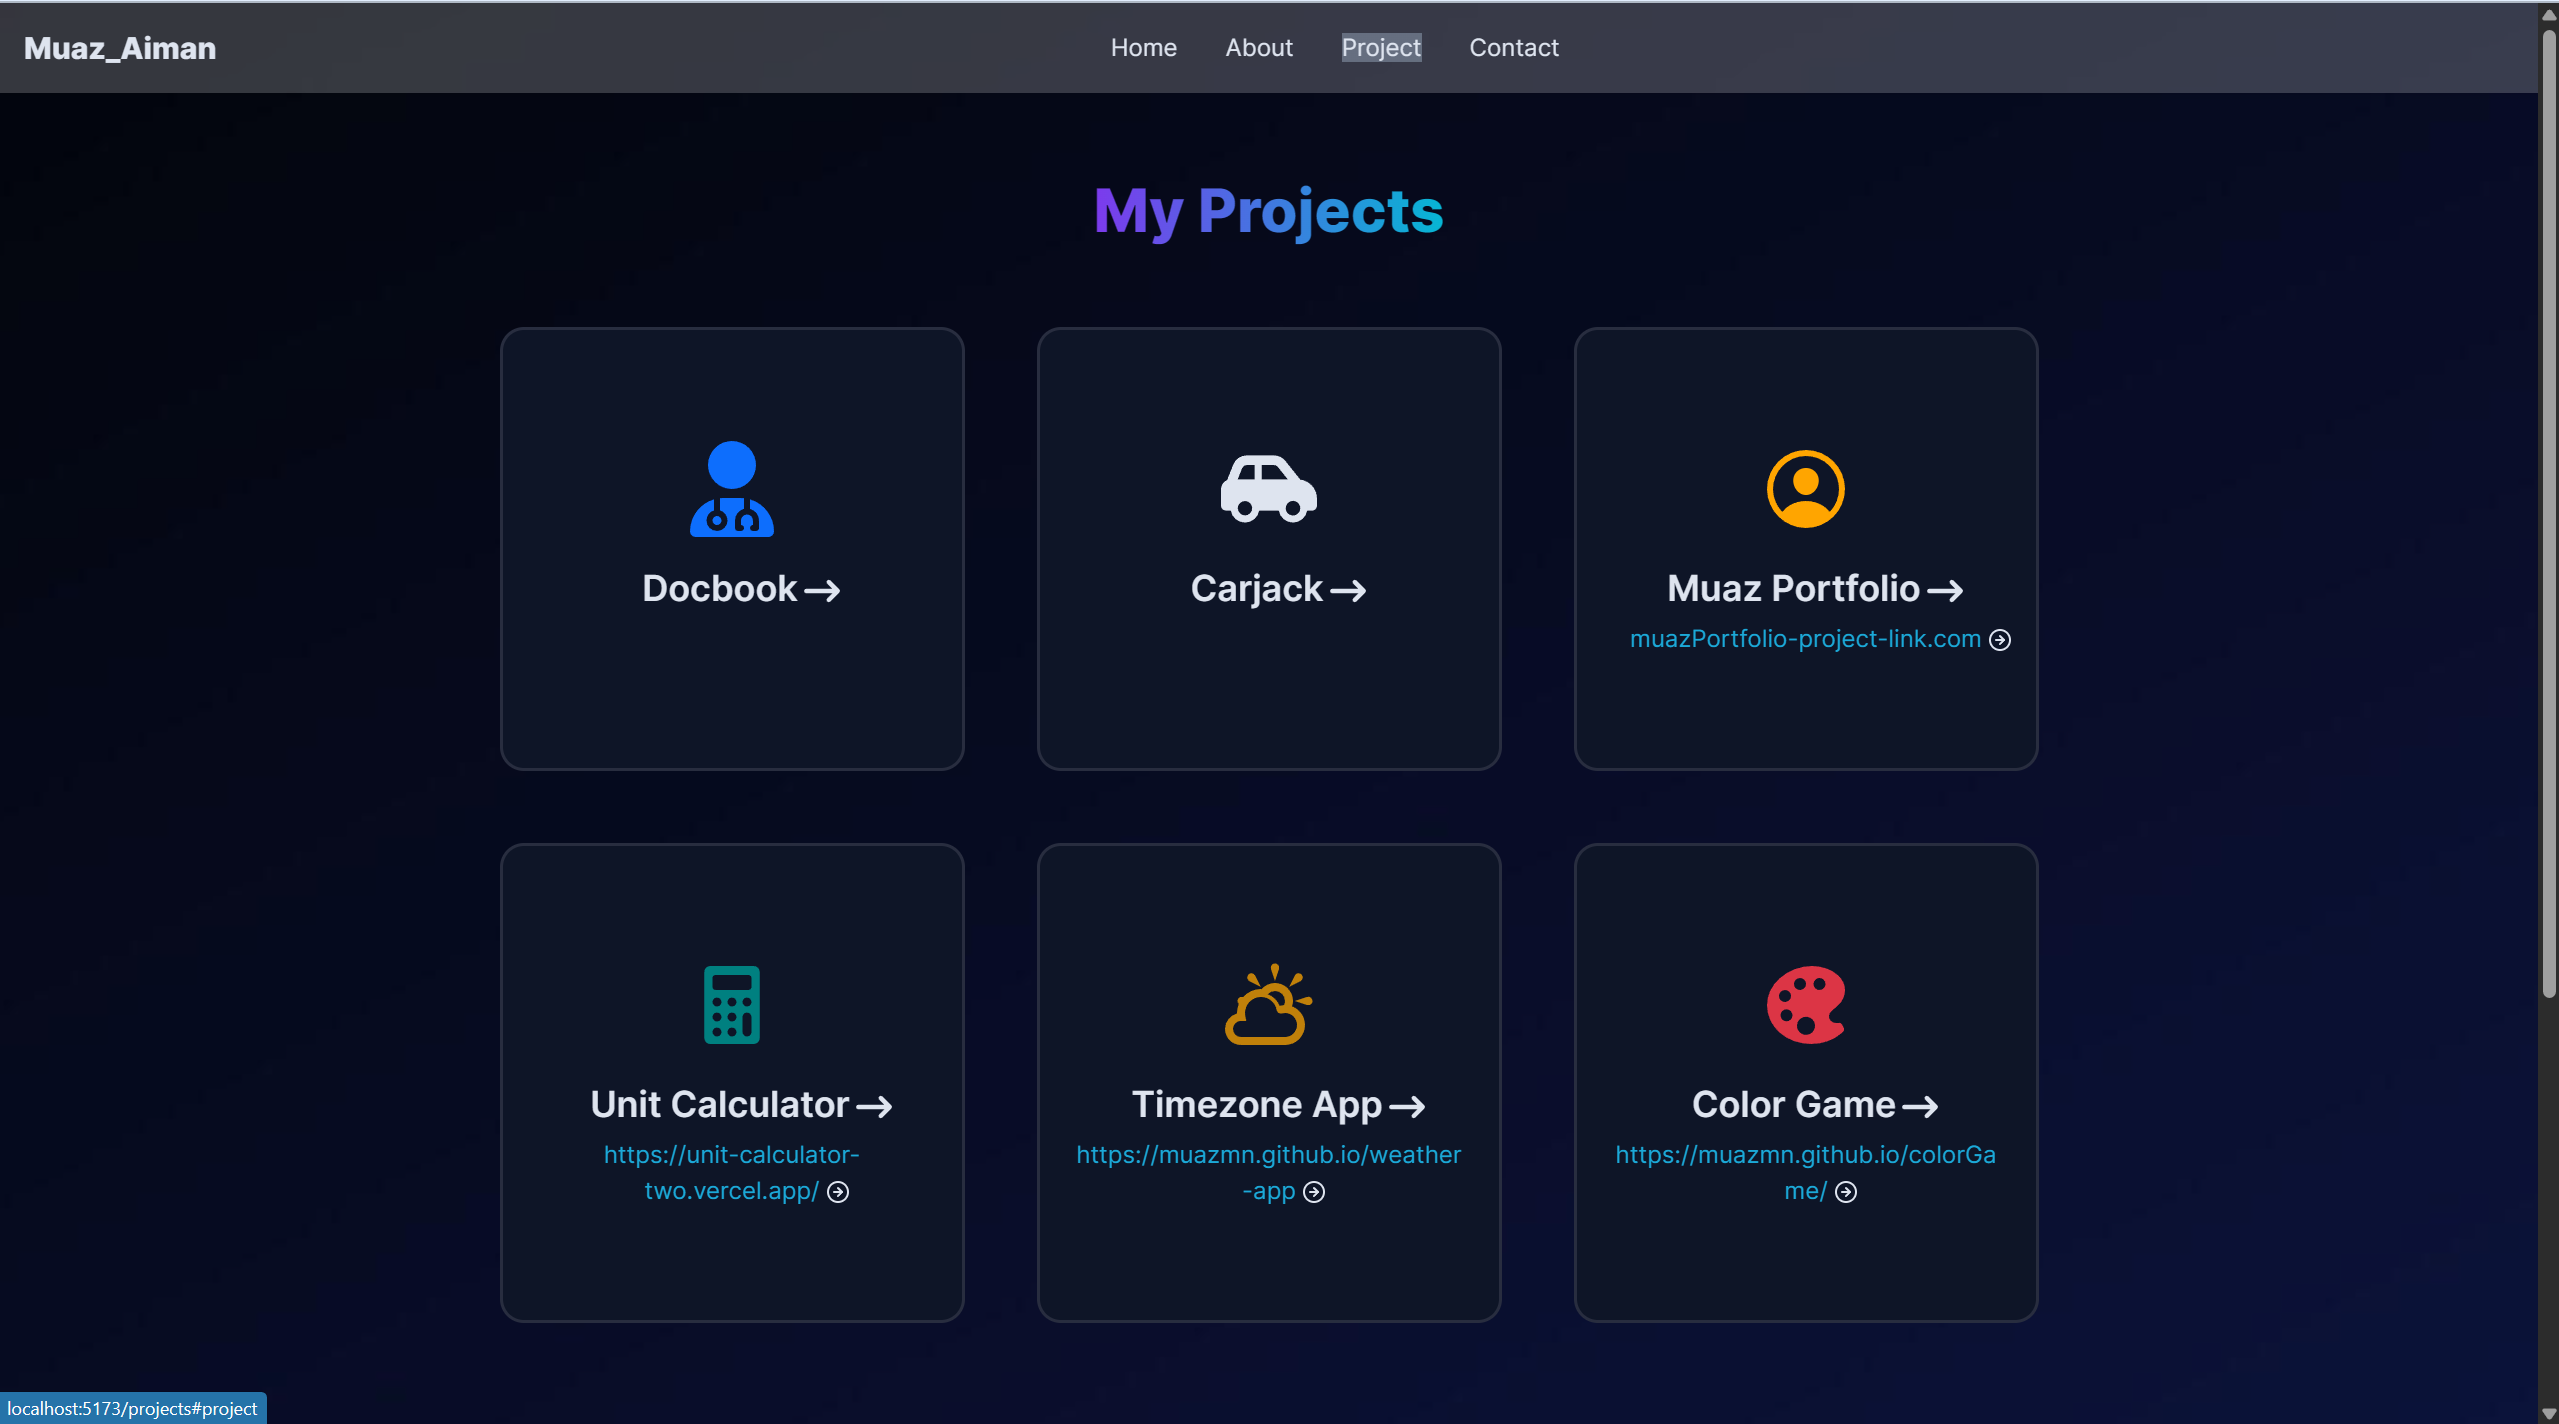 Muaz_Aiman
Home About Project Contact
My Projects
Docbook
Carjack
Muaz Portfolio
muazPortfolio-project-link.com
Unit Calculator
https://unit-calculator-
two.vercel.app/
Timezone App
https://muazmn.github.io/weather
-app
Color Game
https://muazmn.github.io/colorGa
me/
localhost:5173/projects#project